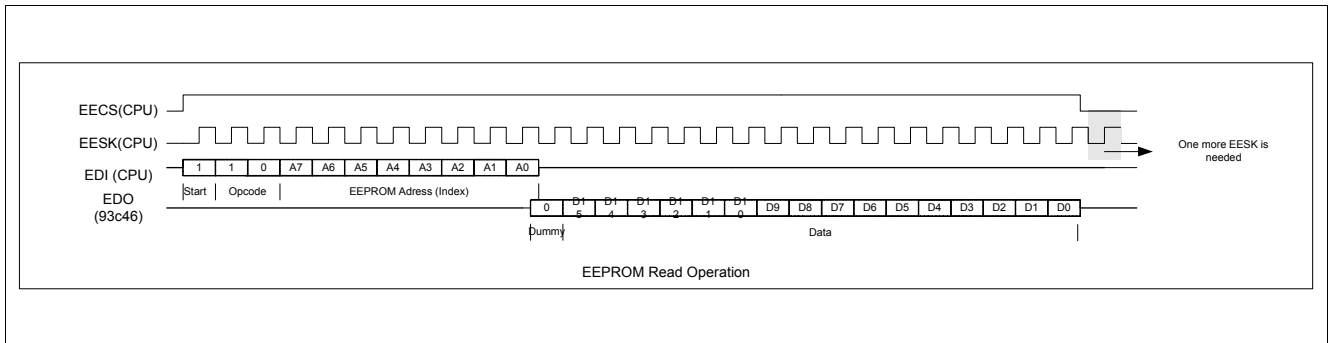 EECS(CPU)
EESK(CPU)
One more EESK is
needed
EDI (CPU)
1 1 0 A7 A6 A5 A4 A3 A2 A1 A0
Start Opcode EEPROM Adress (Index)
EDO
(93c46)
0 D15 D14 D13 D12 D11 D10 D9 D8 D7 D6 D5 D4 D3 D2 D1 D0
Dummy Data
EEPROM Read Operation